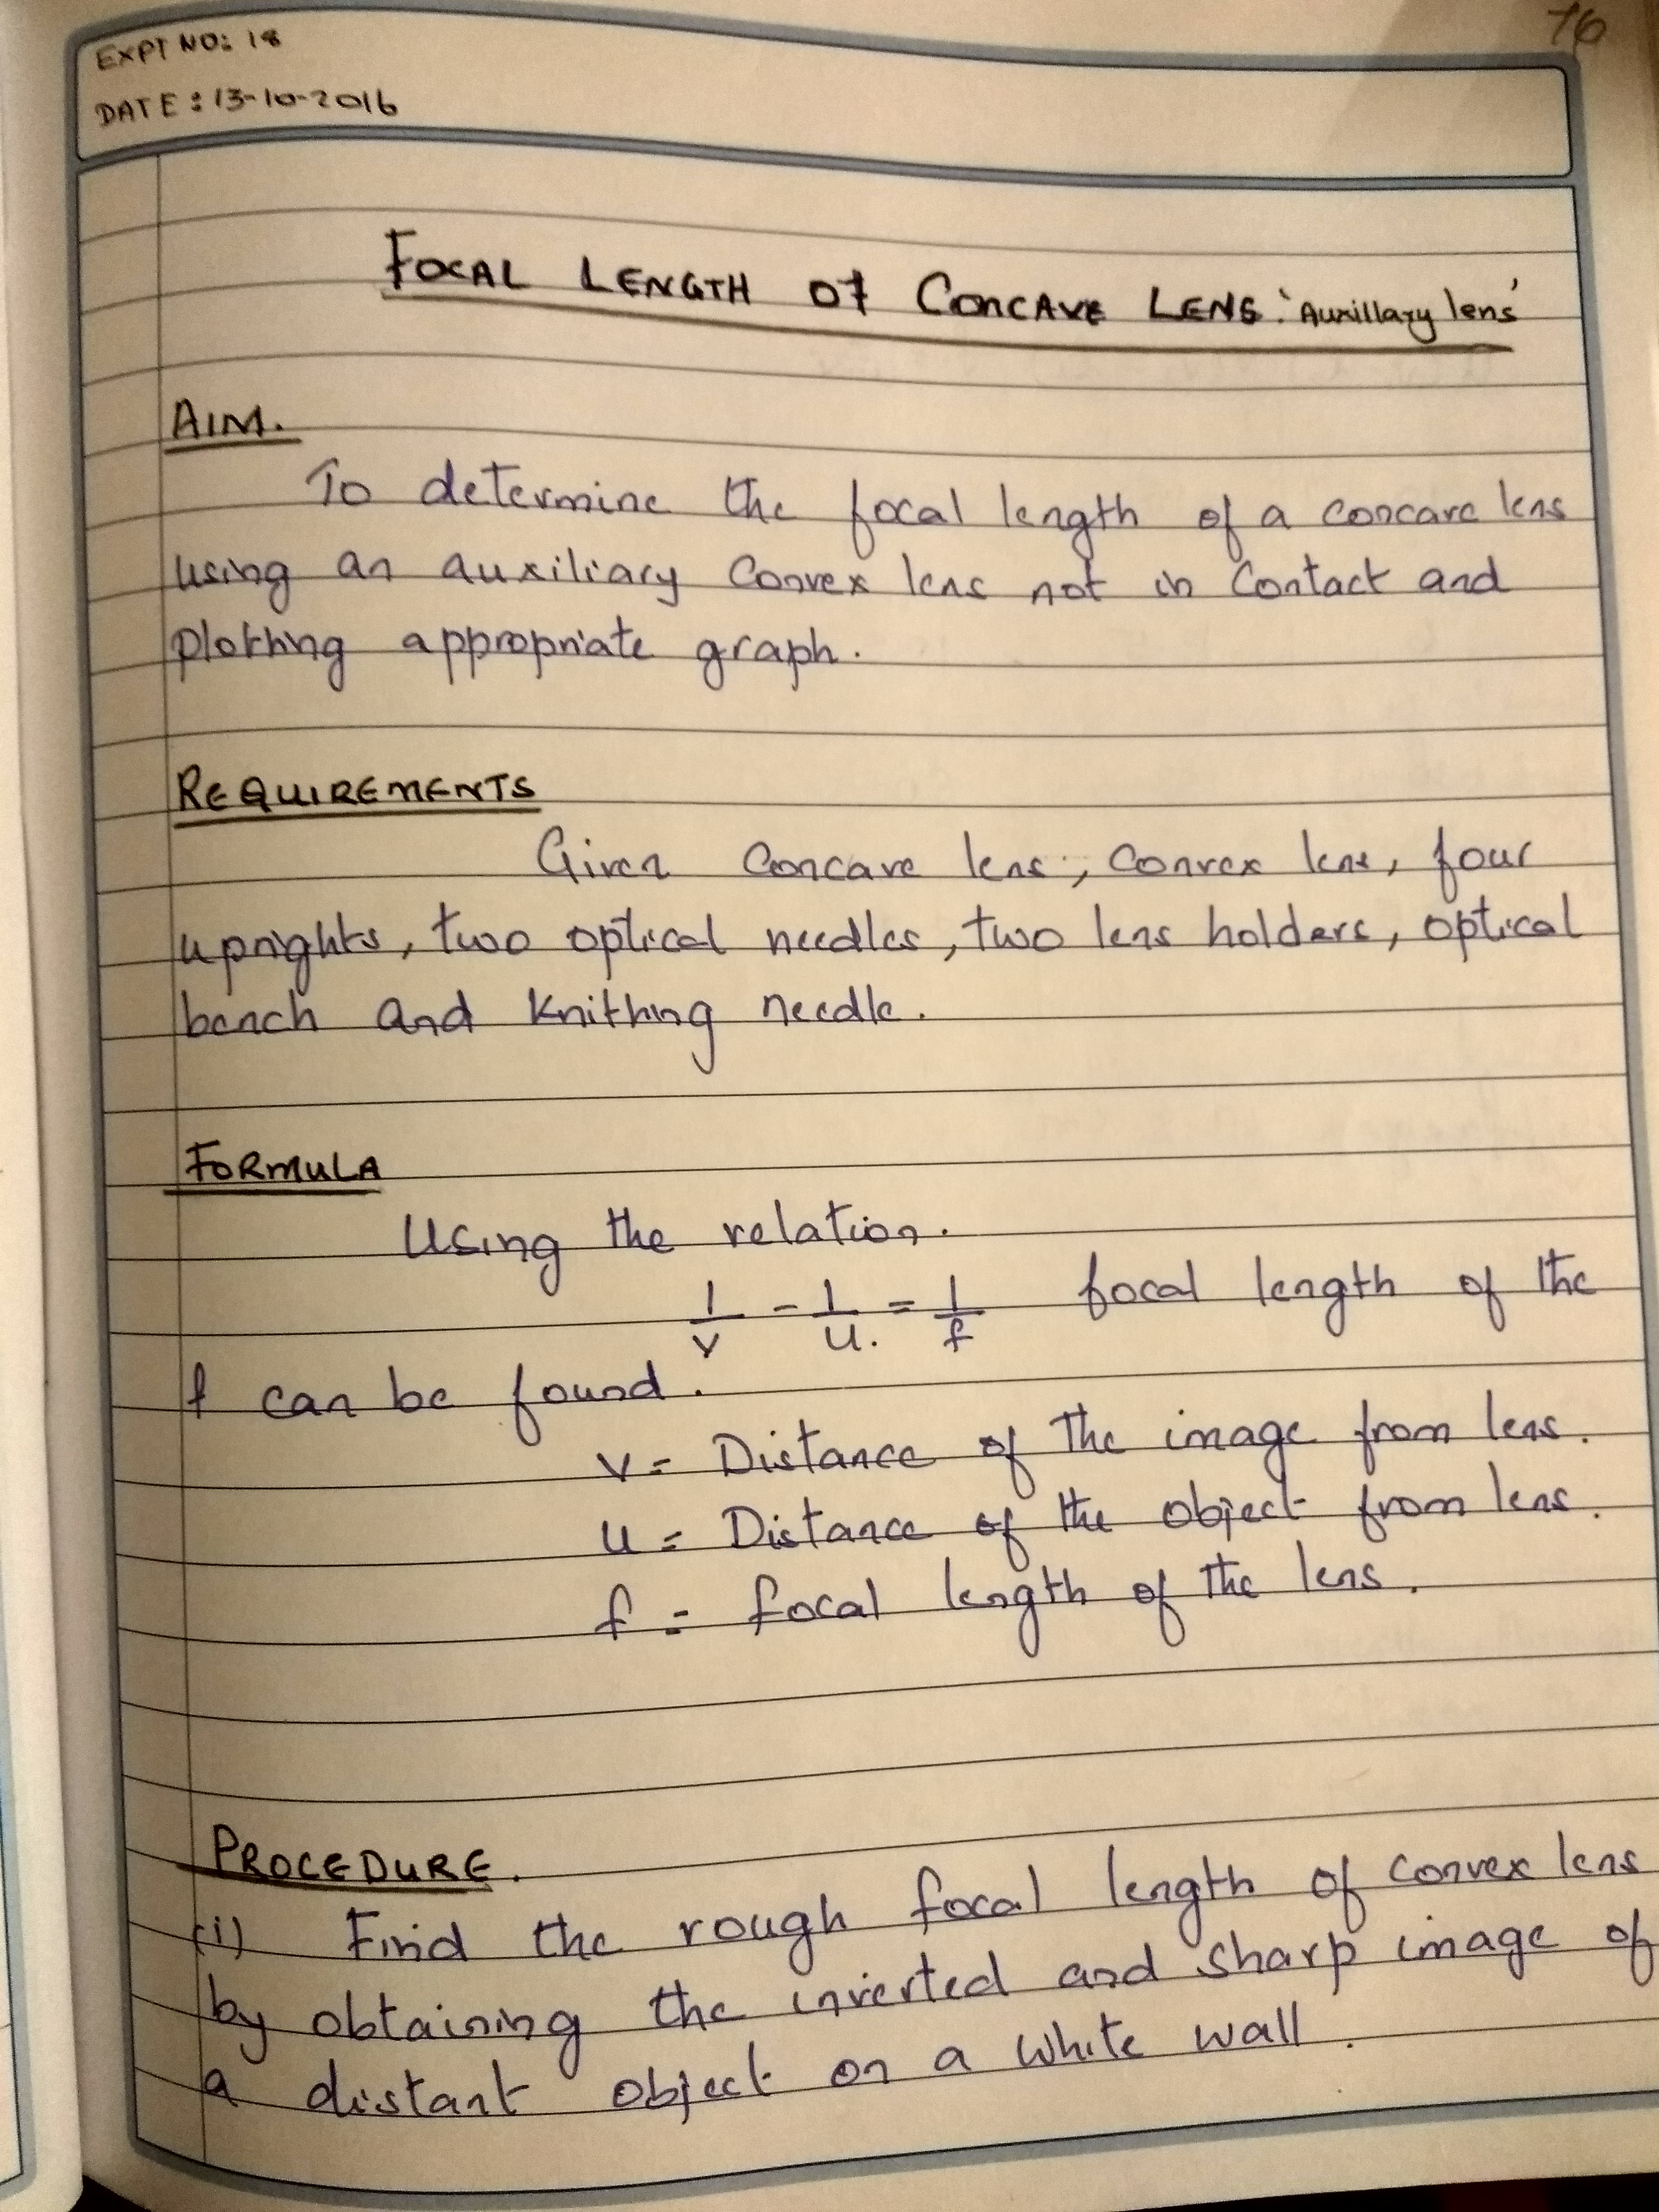 76
EXPT NO: 18
DATE: 13-10-2016
FOCAL LENGTH Of CONCAVE LENS: 'Auxillary lens'
AIM.
To determine the focal length of a concave lens
using an auxiliary Convex lens not in Contact and
plotting appropriate graph.
REQUIREMENTS
Given Concave lens, convex lens, four
uprights, two optical needles, two lens holders, optical
bench and knitting needle.
FORMULA
Using the relation.
1/v - 1/u. = 1/f focal length of the
f can be found.
v = Distance of the image from lens.
u = Distance of the object from lens.
f = focal length of the lens.
PROCEDURE.
(i) Find the rough focal length of convex lens
by obtaining the inverted and sharp image of
a distant object on a white wall.